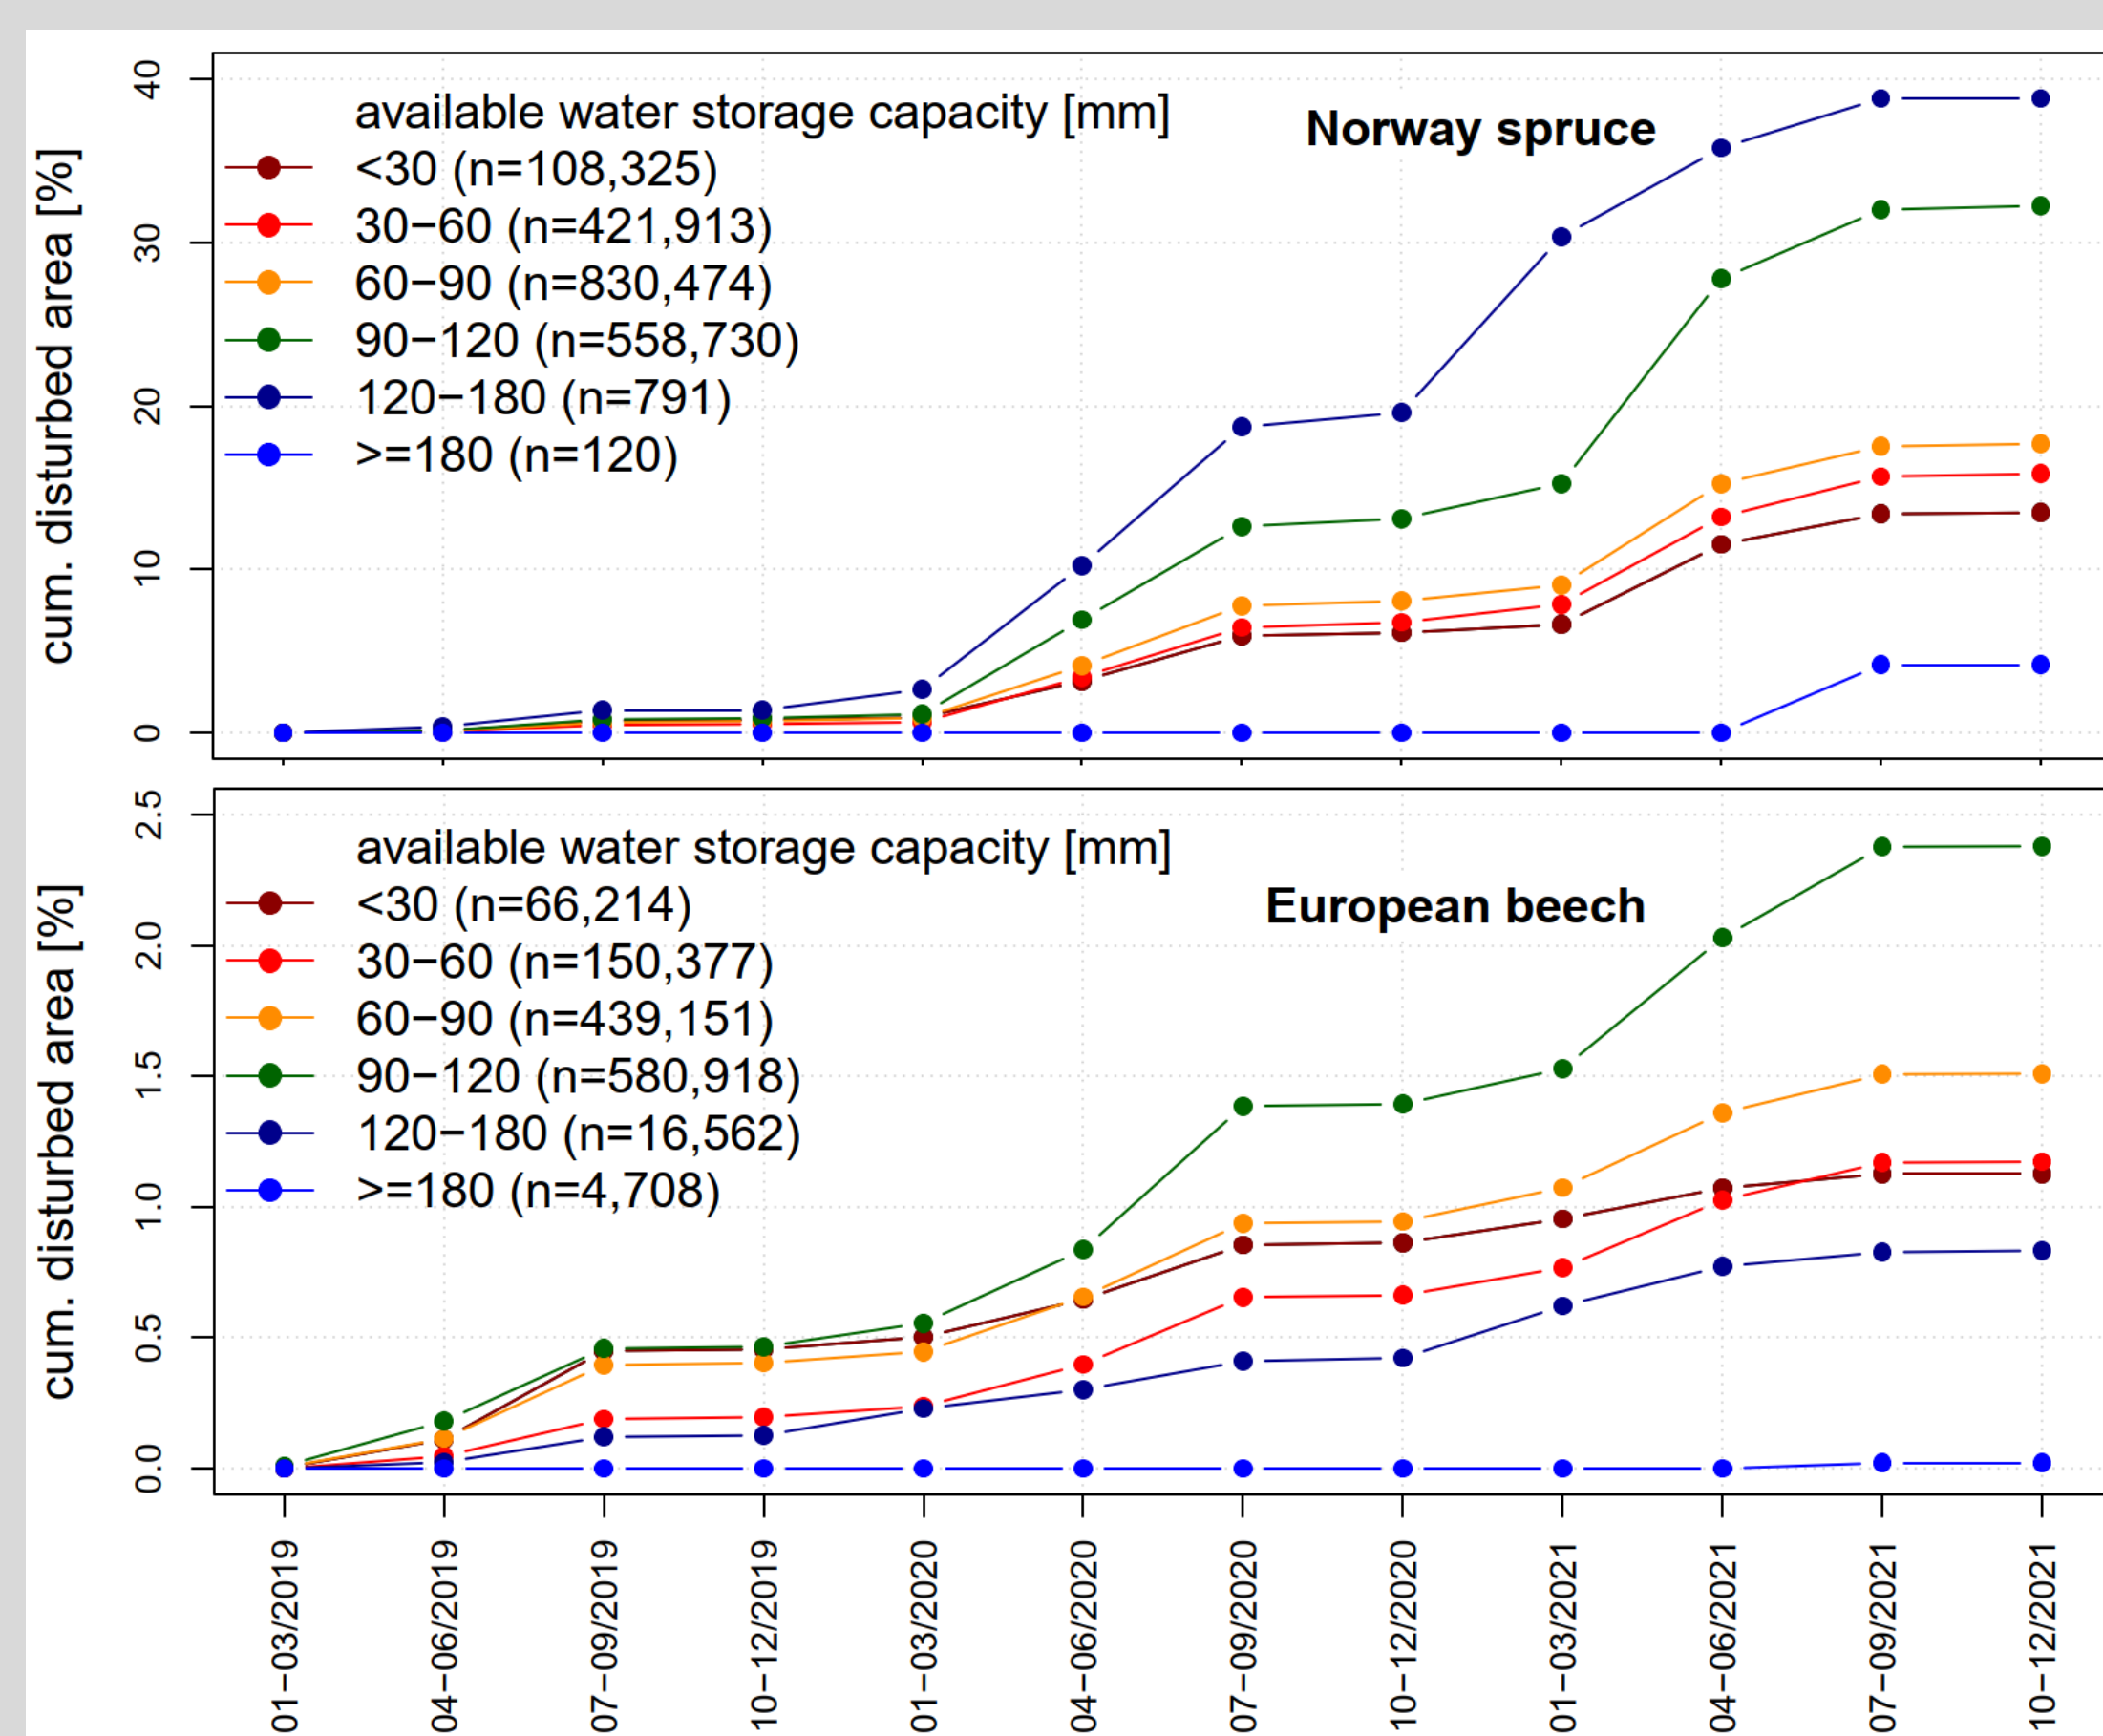 cum. disturbed area [%]
40
30
20
10
0
available water storage capacity [mm]
<30 (n=108,325)
30−60 (n=421,913)
60−90 (n=830,474)
90−120 (n=558,730)
120−180 (n=791)
>=180 (n=120)
Norway spruce
cum. disturbed area [%]
2.5
2.0
1.5
1.0
0.5
0.0
available water storage capacity [mm]
<30 (n=66,214)
30−60 (n=150,377)
60−90 (n=439,151)
90−120 (n=580,918)
120−180 (n=16,562)
>=180 (n=4,708)
European beech
01−03/2019
04−06/2019
07−09/2019
10−12/2019
01−03/2020
04−06/2020
07−09/2020
10−12/2020
01−03/2021
04−06/2021
07−09/2021
10−12/2021